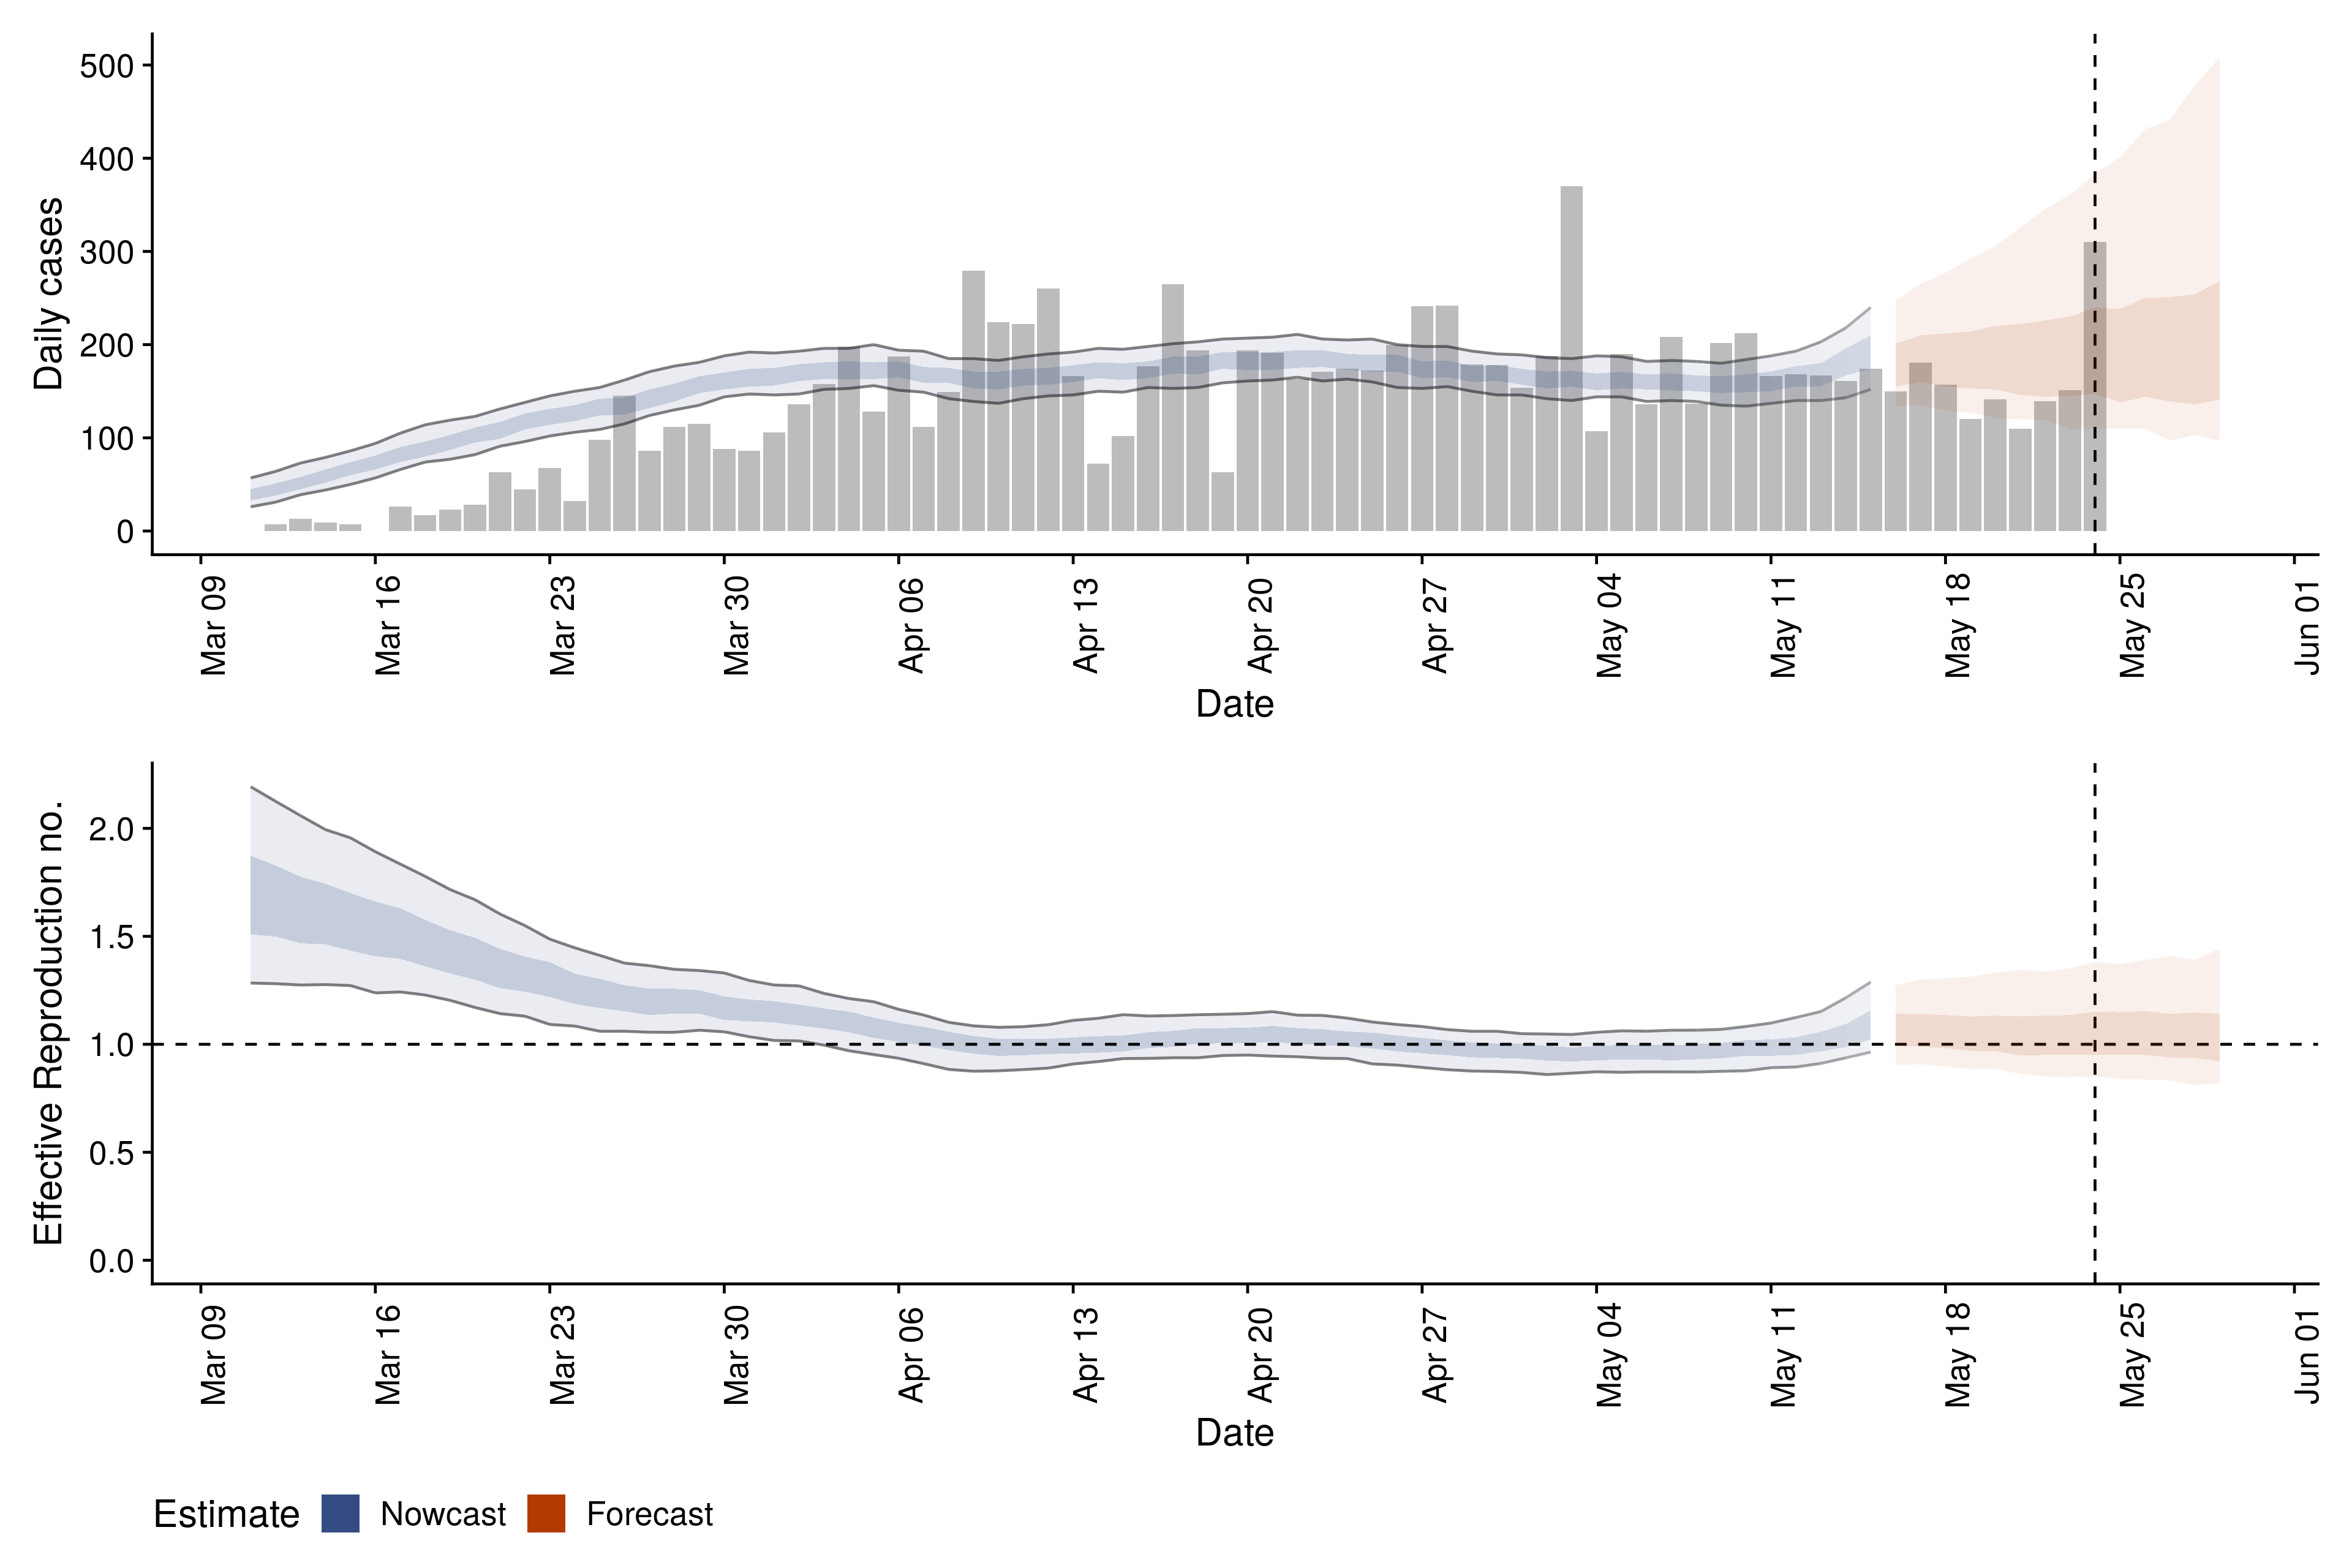 500
400
300
200
100
0
Daily cases
Mar 09
Mar 16
Mar 23
Mar 30
Apr 06
Apr 13
Apr 20
Apr 27
May 04
May 11
May 18
May 25
Jun 01
Date
2.0
1.5
1.0
0.5
0.0
Effective Reproduction no.
Mar 09
Mar 16
Mar 23
Mar 30
Apr 06
Apr 13
Apr 20
Apr 27
May 04
May 11
May 18
May 25
Jun 01
Date
Estimate Nowcast Forecast